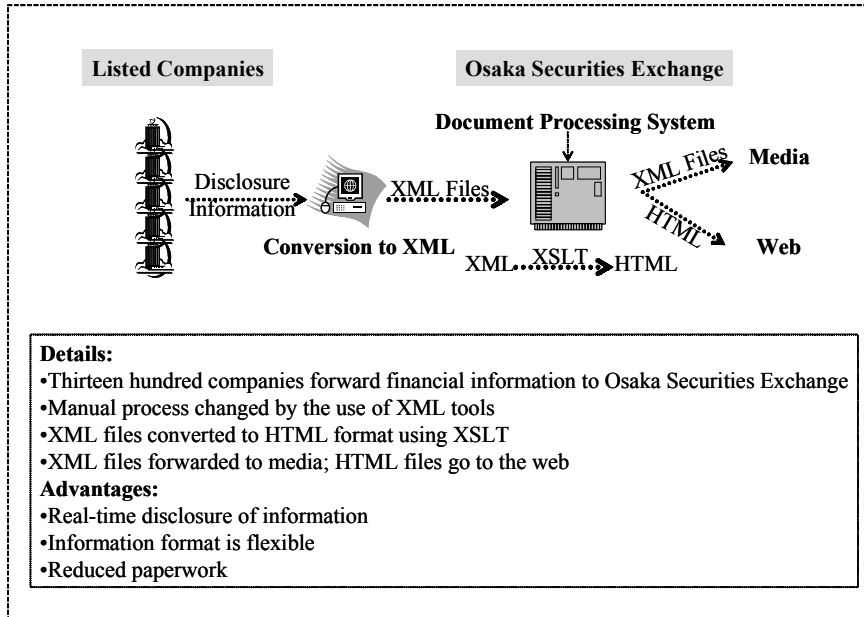 Listed Companies
Osaka Securities Exchange
Document Processing System
Disclosure
Information
Conversion to XML
XML Files
XML XSLT HTML
XML Files
Media
HTML
Web
Details:
•Thirteen hundred companies forward financial information to Osaka Securities Exchange
•Manual process changed by the use of XML tools
•XML files converted to HTML format using XSLT
•XML files forwarded to media; HTML files go to the web
Advantages:
•Real-time disclosure of information
•Information format is flexible
•Reduced paperwork